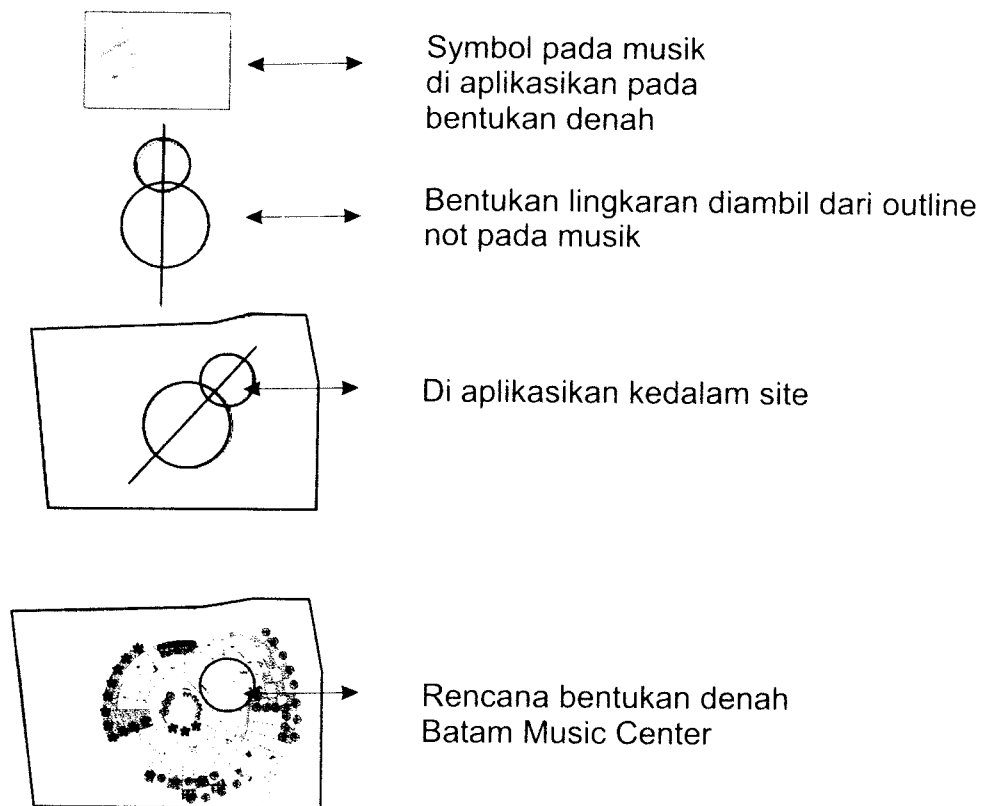 Symbol pada musik
di aplikasikan pada
bentukan denah
Bentukan lingkaran diambil dari outline
not pada musik
Di aplikasikan kedalam site
Rencana bentukan denah
Batam Music Center